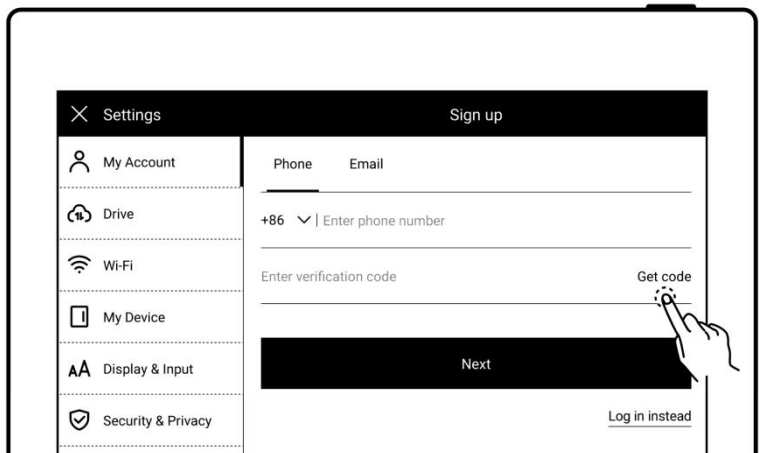 Settings
Sign up
My Account
Drive
Wi-Fi
My Device
AA Display & Input
Security & Privacy
Phone Email
+86 Enter phone number
Enter verification code Get code
Next
Log in instead